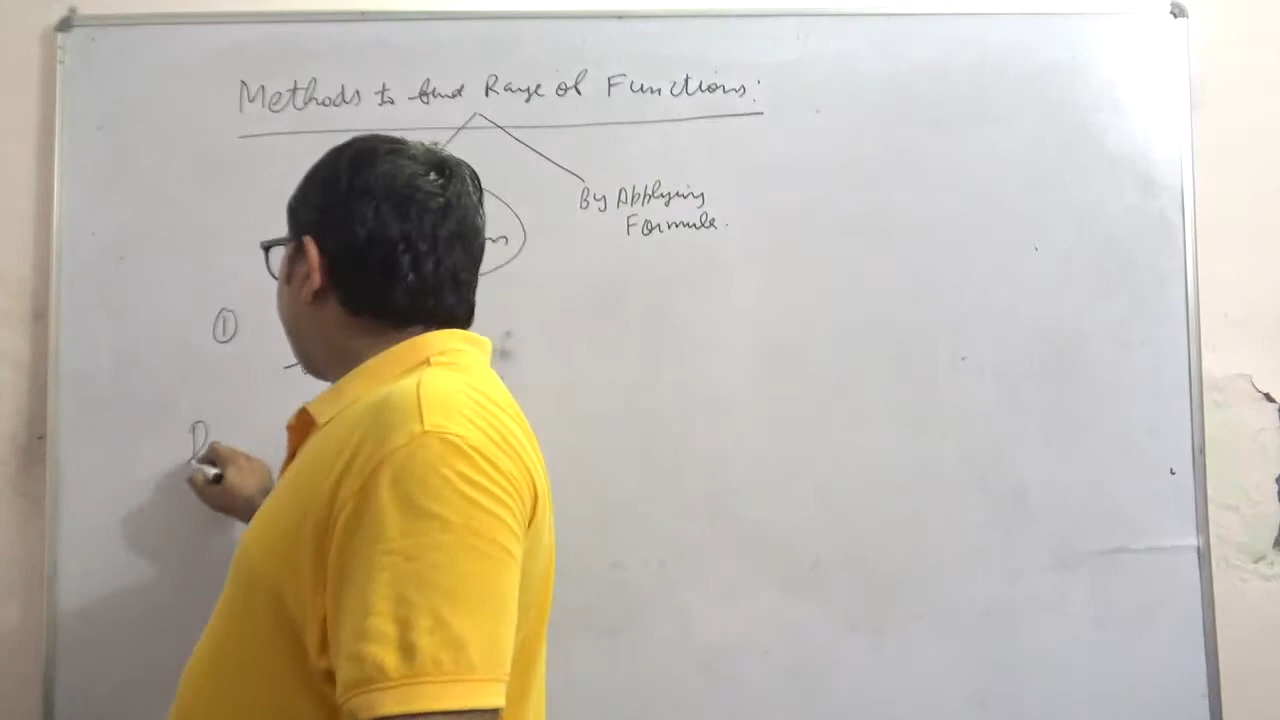 Methods to find Range of Functions:
By Applying
Formula.
①